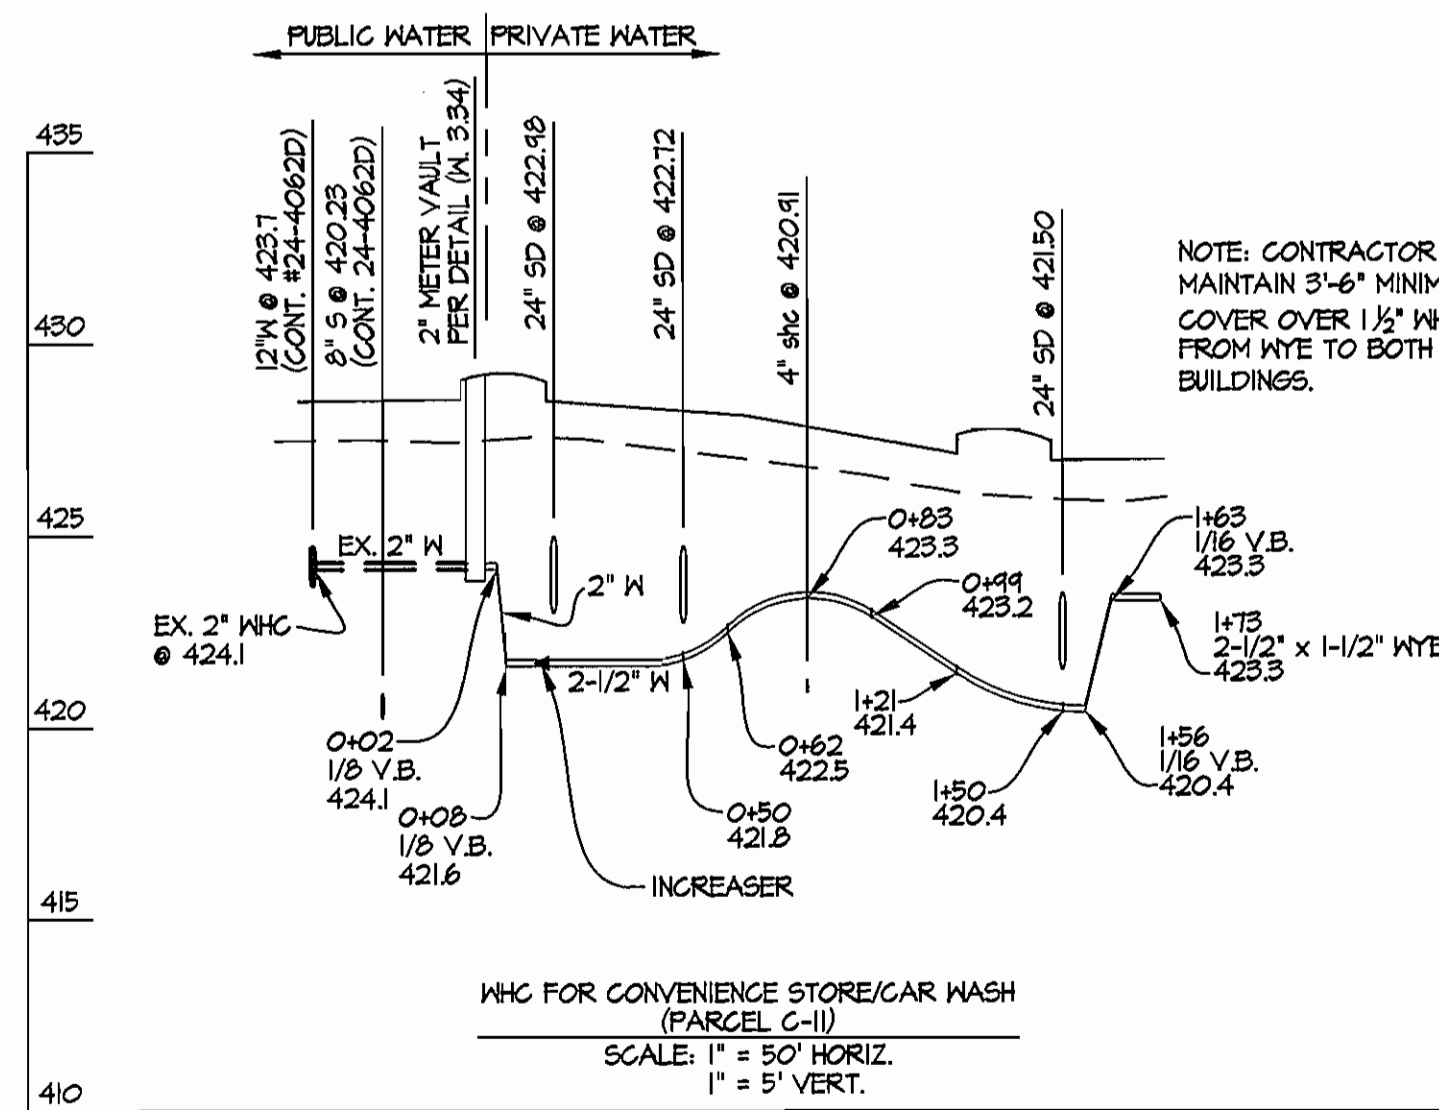 PUBLIC WATER
PRIVATE WATER
435
430
425
420
415
410
12"W @ 423.7
(CONT. #24-4062D)
8" S @ 420.23
(CONT. 24-4062D)
2" METER VAULT
PER DETAIL (W. 3.34)
24" SD @ 422.98
24" SD @ 422.72
4" shc @ 420.91
24" SD @ 421.50
NOTE: CONTRACTOR
MAINTAIN 3'-6" MINIM
COVER OVER 1 1/2" WH
FROM WYE TO BOTH
BUILDINGS.
EX. 2" W
EX. 2" WHC
@ 424.1
2" W
2-1/2" W
0+02
1/8 V.B.
424.1
0+08
1/8 V.B.
421.6
INCREASER
0+50
421.8
0+62
422.5
0+83
423.3
0+99
423.2
1+21
421.4
1+50
420.4
1+56
1/16 V.B.
420.4
1+63
1/16 V.B.
423.3
1+73
2-1/2" x 1-1/2" WYE
423.3
WHC FOR CONVENIENCE STORE/CAR WASH
(PARCEL C-11)
SCALE: 1" = 50' HORIZ.
1" = 5' VERT.